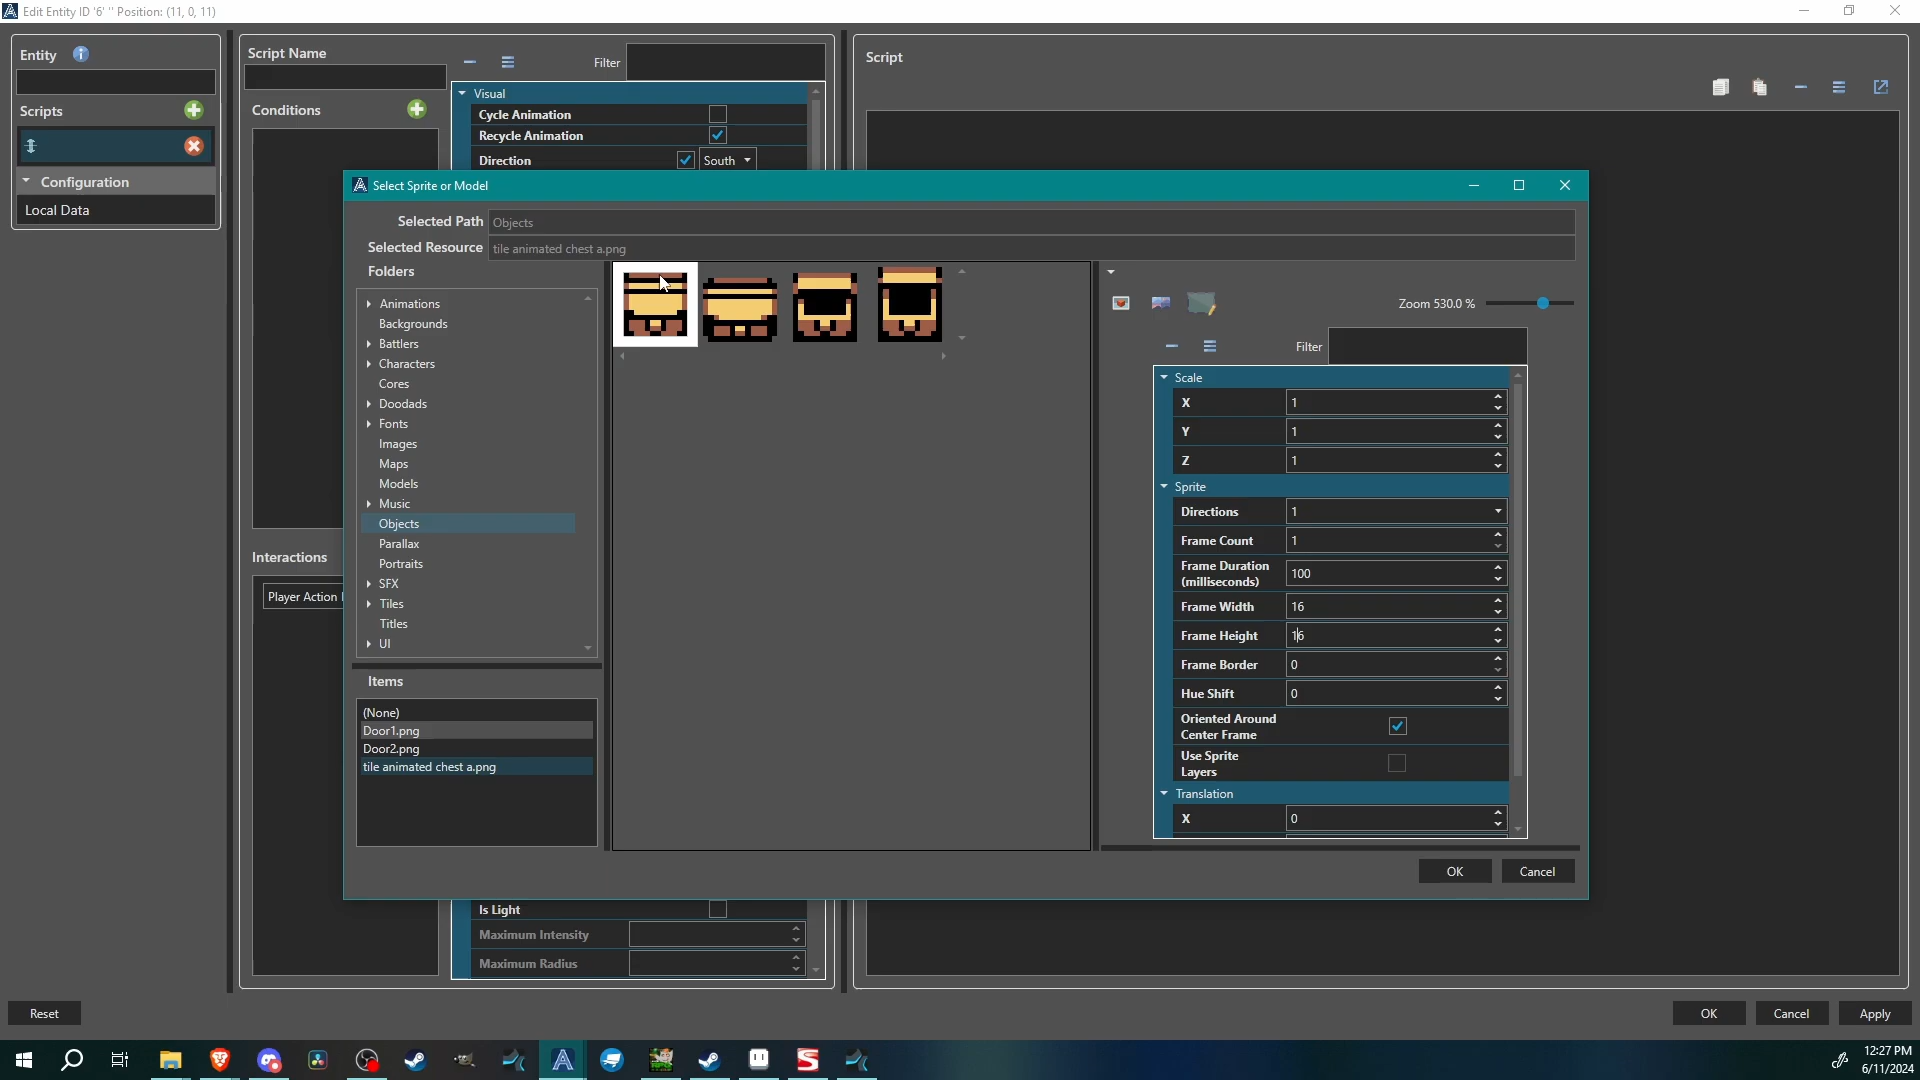 Edit Entity ID '6' '' Position: (11, 0, 11)
Entity
Scripts
Configuration
Local Data
Script Name
Conditions
Interactions
Player Action
Filter
Visual
Cycle Animation
Recycle Animation
Direction South
Script
Select Sprite or Model
Selected Path Objects
Selected Resource tile animated chest a.png
Folders
Animations
Backgrounds
Battlers
Characters
Cores
Doodads
Fonts
Images
Maps
Models
Music
Objects
Parallax
Portraits
SFX
Tiles
Titles
UI
Items
(None)
Door1.png
Door2.png
tile animated chest a.png
Zoom 530.0 %
Filter
Scale
X 1
Y 1
Z 1
Sprite
Directions 1
Frame Count 1
Frame Duration
(milliseconds) 100
Frame Width 16
Frame Height 16
Frame Border 0
Hue Shift 0
Oriented Around
Center Frame
Use Sprite
Layers
Translation
X 0
OK Cancel
Is Light
Maximum Intensity
Maximum Radius
Reset
OK Cancel Apply
12:27 PM
6/11/2024